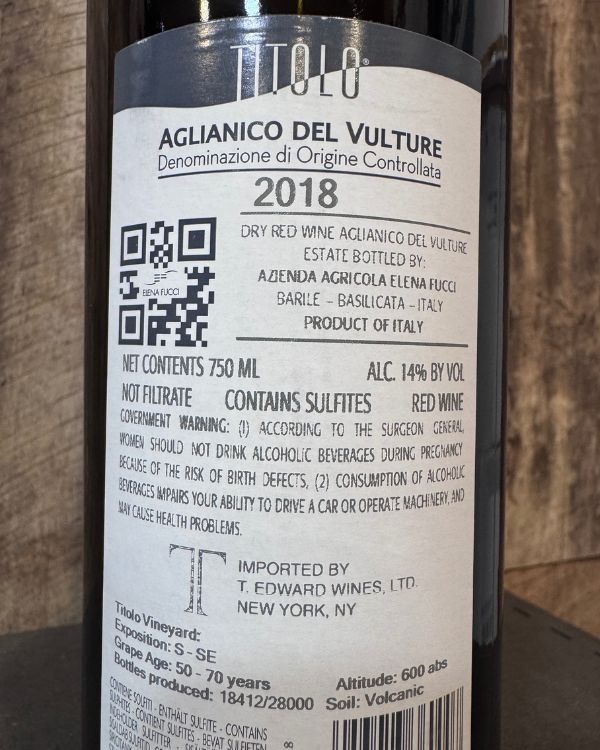 TITOLO®
AGLIANICO DEL VULTURE
Denominazione di Origine Controllata
2018
DRY RED WINE AGLIANICO DEL VULTURE
ESTATE BOTTLED BY:
AZIENDA AGRICOLA ELENA FUCCI
BARILE – BASILICATA – ITALY
PRODUCT OF ITALY
ELENA FUCCI
NET CONTENTS 750 ML ALC. 14% BY VOL
NOT FILTRATE CONTAINS SULFITES RED WINE
GOVERNMENT WARNING: (1) ACCORDING TO THE SURGEON GENERAL,
WOMEN SHOULD NOT DRINK ALCOHOLIC BEVERAGES DURING PREGNANCY
BECAUSE OF THE RISK OF BIRTH DEFECTS, (2) CONSUMPTION OF ALCOHOLIC
BEVERAGES IMPAIRS YOUR ABILITY TO DRIVE A CAR OR OPERATE MACHINERY, AND
MAY CAUSE HEALTH PROBLEMS.
T
IMPORTED BY
T. EDWARD WINES, LTD.
NEW YORK, NY
Titolo Vineyard:
Exposition: S - SE
Grape Age: 50 - 70 years Altitude: 600 abs
Bottles produced: 18412/28000 Soil: Volcanic
CONTIENE SOLFITI - ENTHÄLT SULFITE - CONTAINS
SULPHITES - CONTIENT SULFITES - BEVAT SULFIETEN